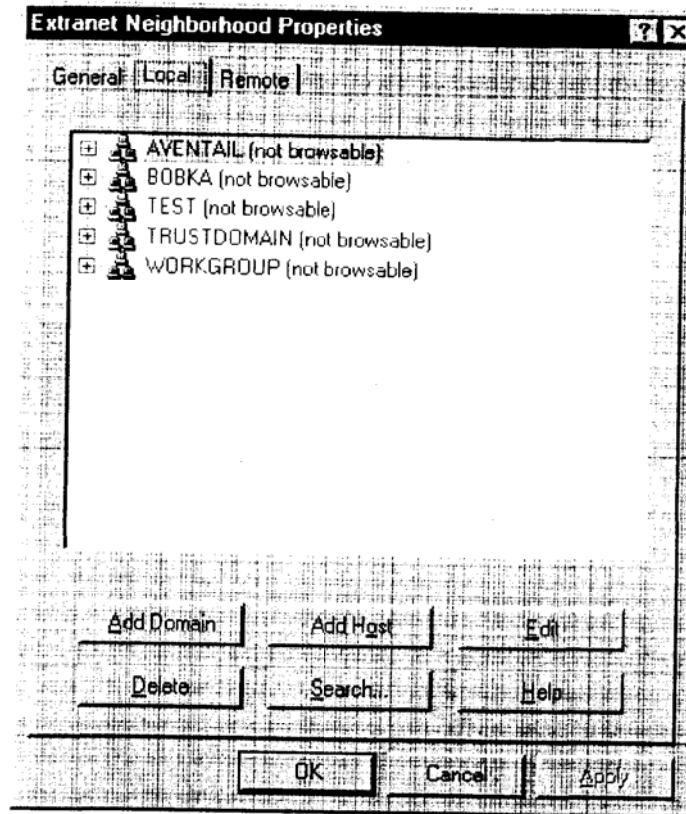 Extranet Neighborhood Properties
General Local Remote
AVENTAIL (not browsable)
BOBKA (not browsable)
TEST (not browsable)
TRUSTDOMAIN (not browsable)
WORKGROUP (not browsable)
Add Domain Add Host Edit
Delete Search... Help
OK Cancel Apply